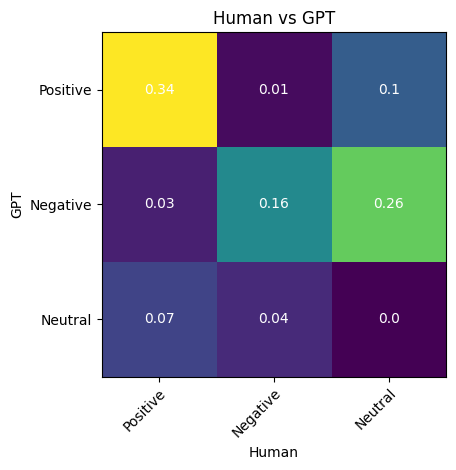 Human vs GPT
Positive
0.34
0.01
0.1
GPT
Negative
0.03
0.16
0.26
Neutral
0.07
0.04
0.0
Positive
Negative
Neutral
Human